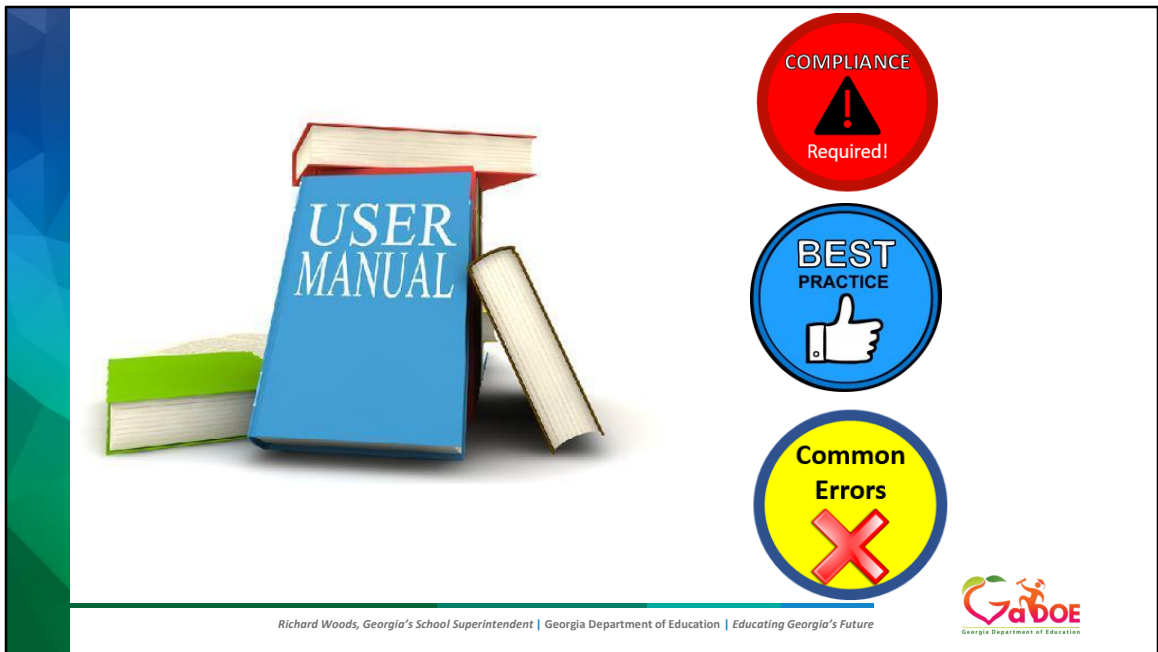 USER
MANUAL
COMPLIANCE
!
Required!
BEST
PRACTICE
Common
Errors
Richard Woods, Georgia's School Superintendent | Georgia Department of Education | Educating Georgia's Future
GaDOE
Georgia Department of Education